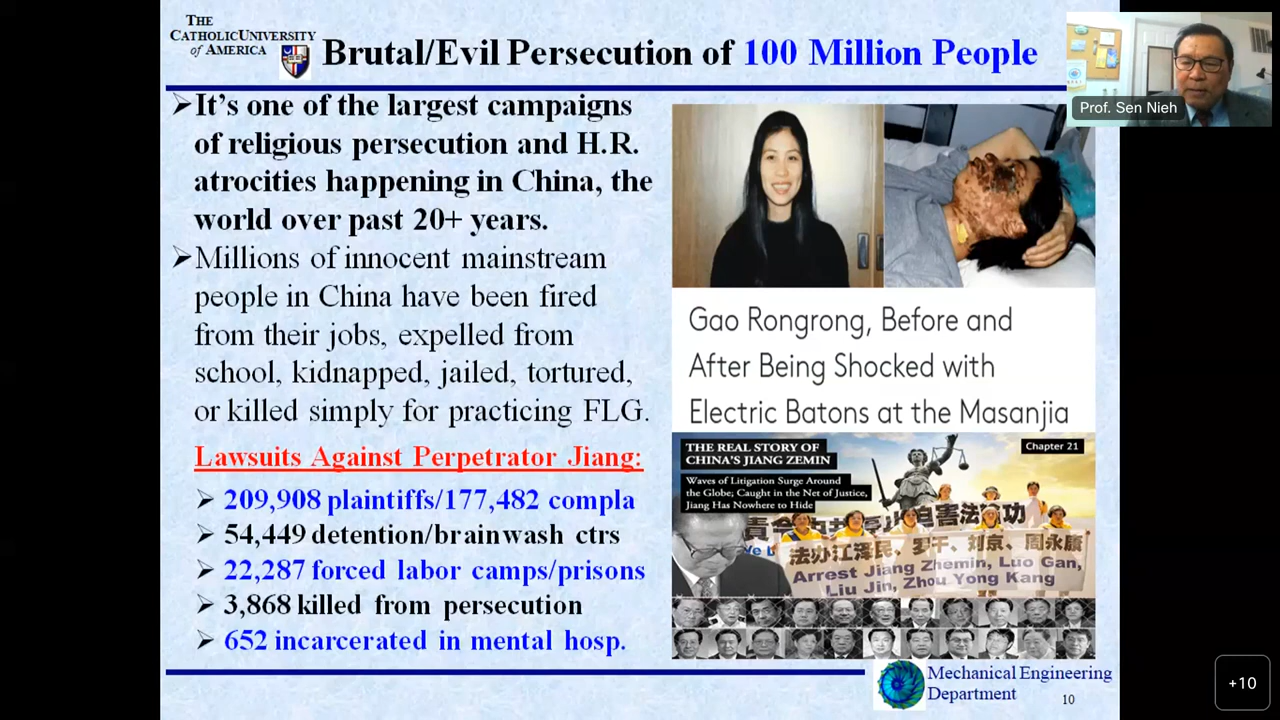 THE
CATHOLIC UNIVERSITY
of AMERICA
Brutal/Evil Persecution of 100 Million People
Prof. Sen Nieh
➢It's one of the largest campaigns
of religious persecution and H.R.
atrocities happening in China, the
world over past 20+ years.
➢Millions of innocent mainstream
people in China have been fired
from their jobs, expelled from
school, kidnapped, jailed, tortured,
or killed simply for practicing FLG.
Lawsuits Against Perpetrator Jiang:
➢ 209,908 plaintiffs/177,482 compla
➢ 54,449 detention/brainwash ctrs
➢ 22,287 forced labor camps/prisons
➢ 3,868 killed from persecution
➢ 652 incarcerated in mental hosp.
Gao Rongrong, Before and
After Being Shocked with
Electric Batons at the Masanjia
THE REAL STORY OF
CHINA'S JIANG ZEMIN
Chapter 21
Waves of Litigation Surge Around
the Globe; Caught in the Net of Justice,
Jiang Has Nowhere to Hide
迫害法輪功
法办江泽民、罗干、刘京、周永康
Arrest Jiang Zhemin, Luo Gan,
Liu Jin, Zhou Yong Kang
Mechanical Engineering
Department
10
+10